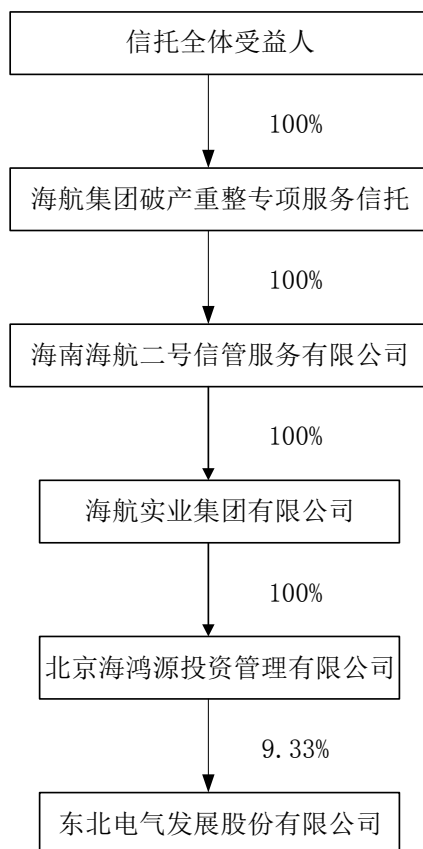 信托全体受益人
100%
海航集团破产重整专项服务信托
100%
海南海航二号信管服务有限公司
100%
海航实业集团有限公司
100%
北京海鸿源投资管理有限公司
9.33%
东北电气发展股份有限公司